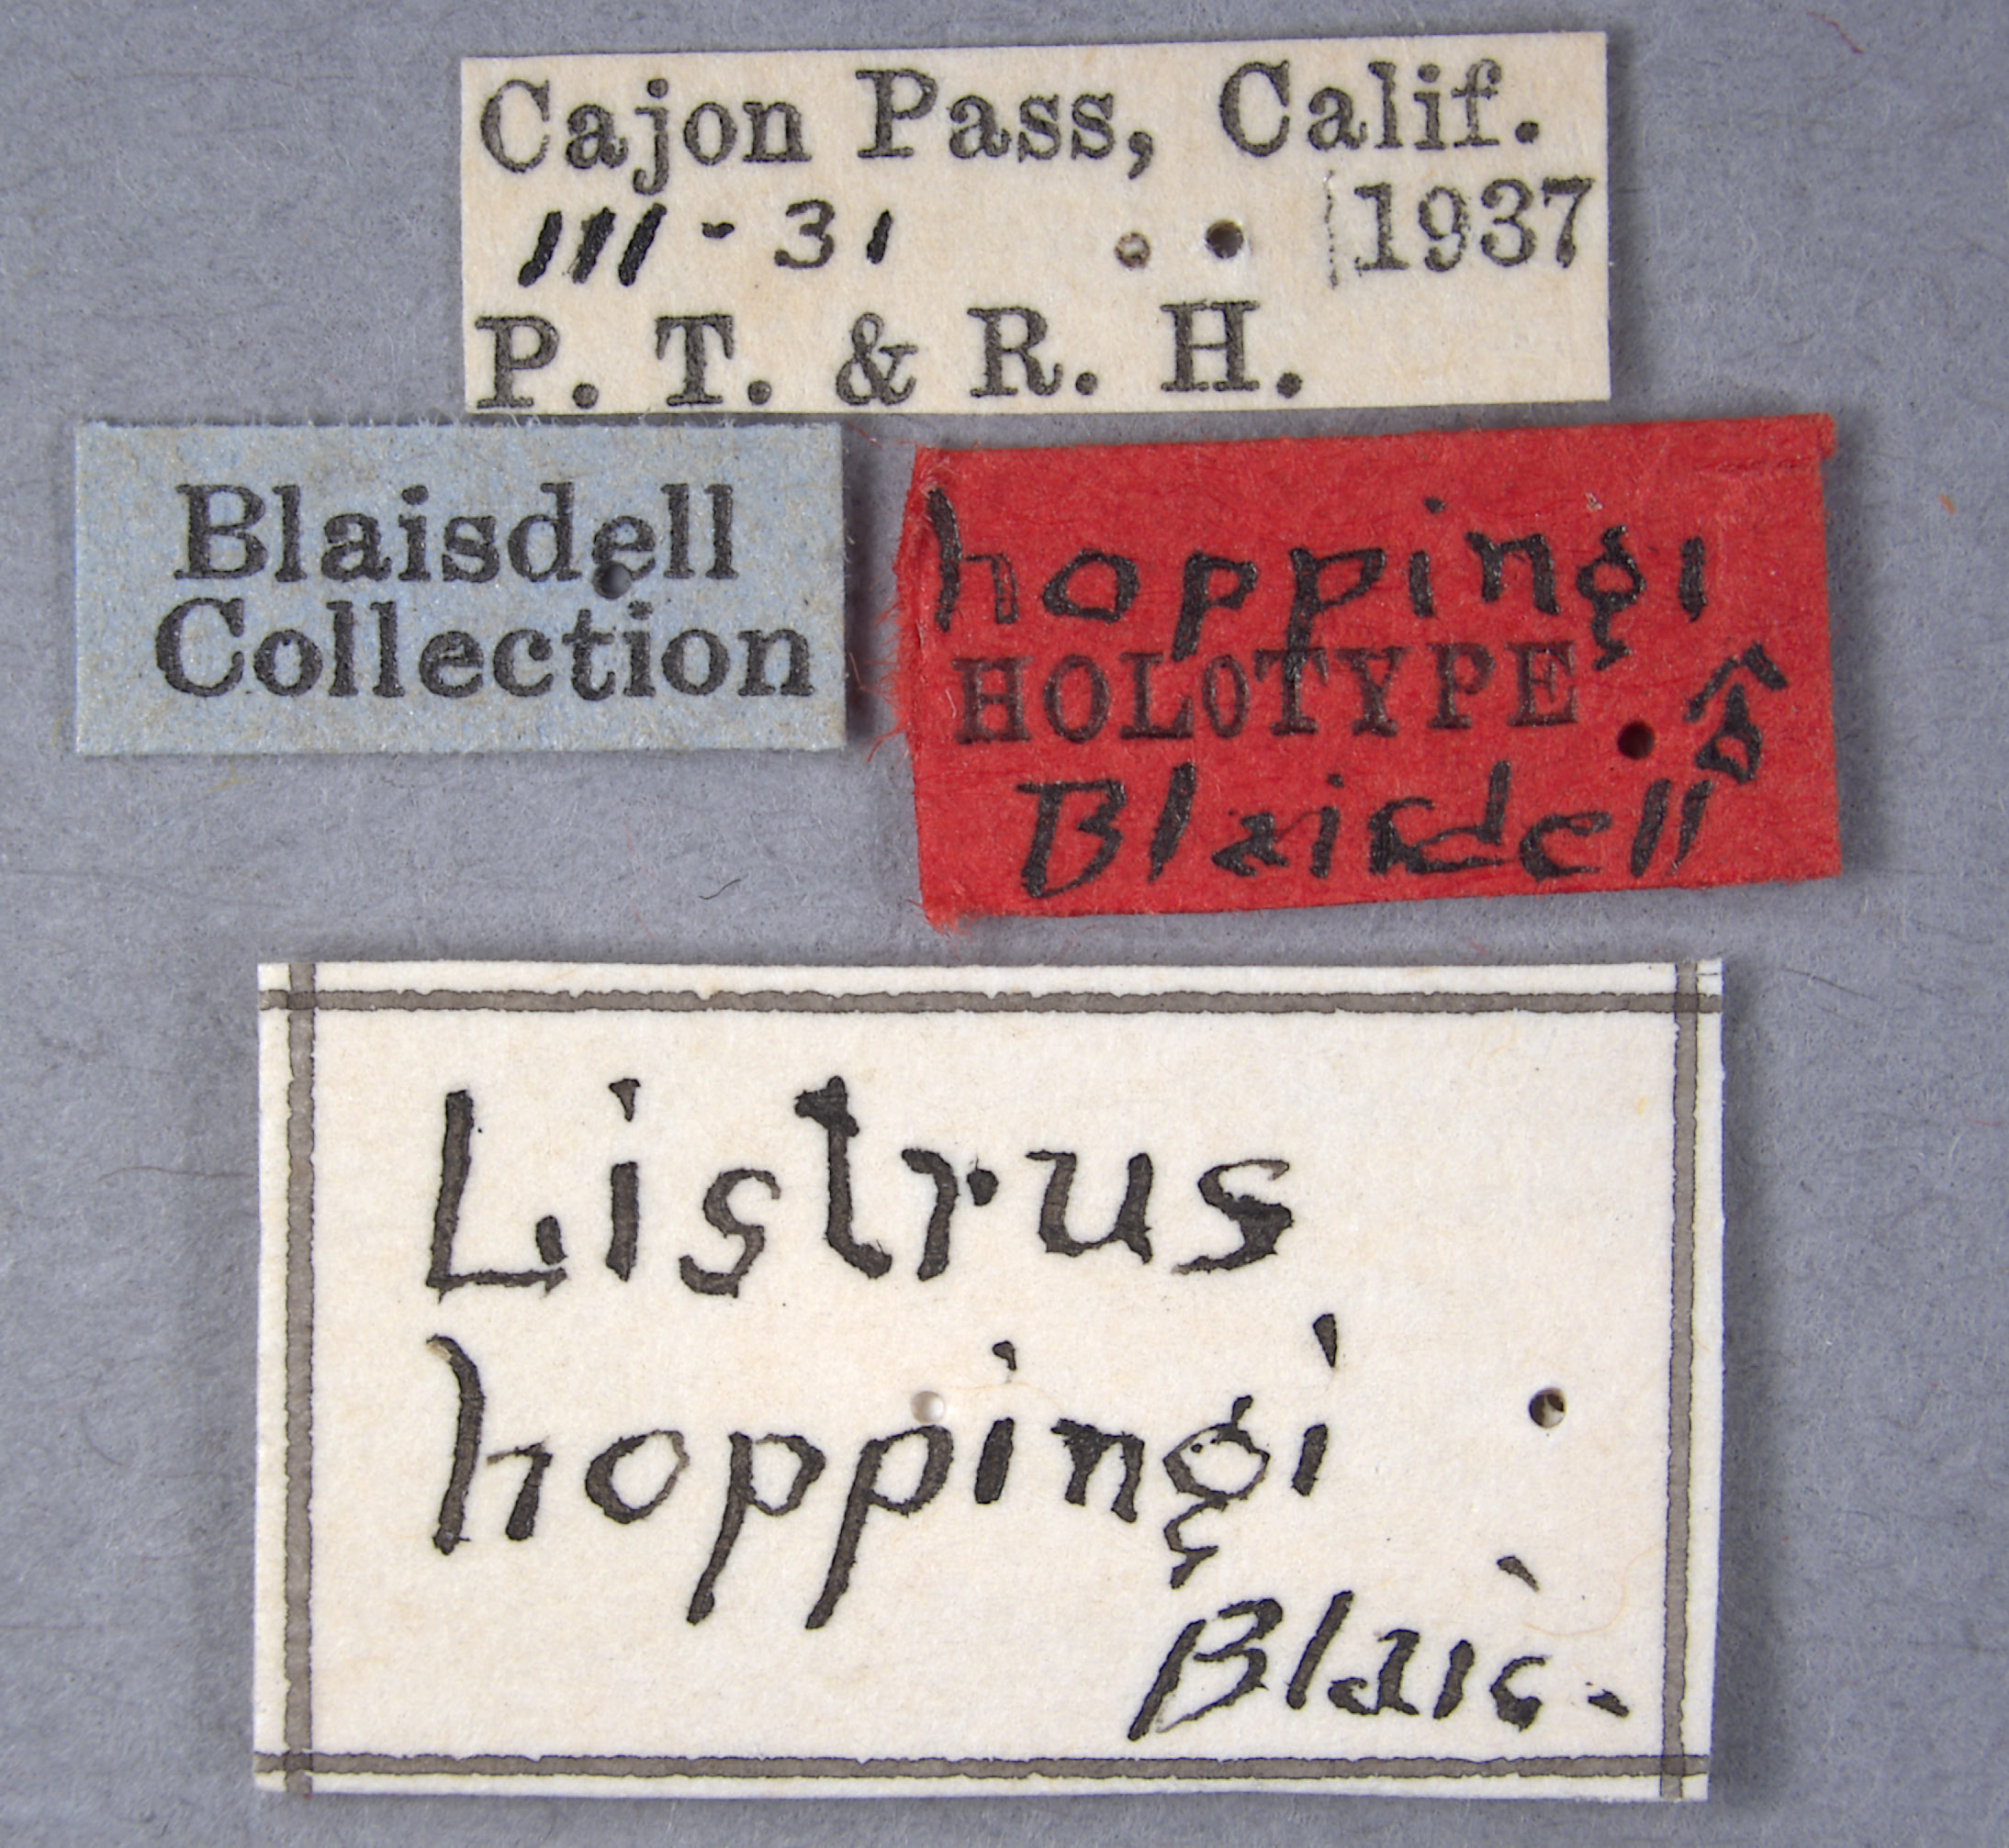 Cajon Pass, Calif.
III - 31 1937
P. T. & R. H.
Blaisdell
Collection
hoppingi
HOLOTYPE ♂
Blaisdell
Listrus
hoppingi
Blais.